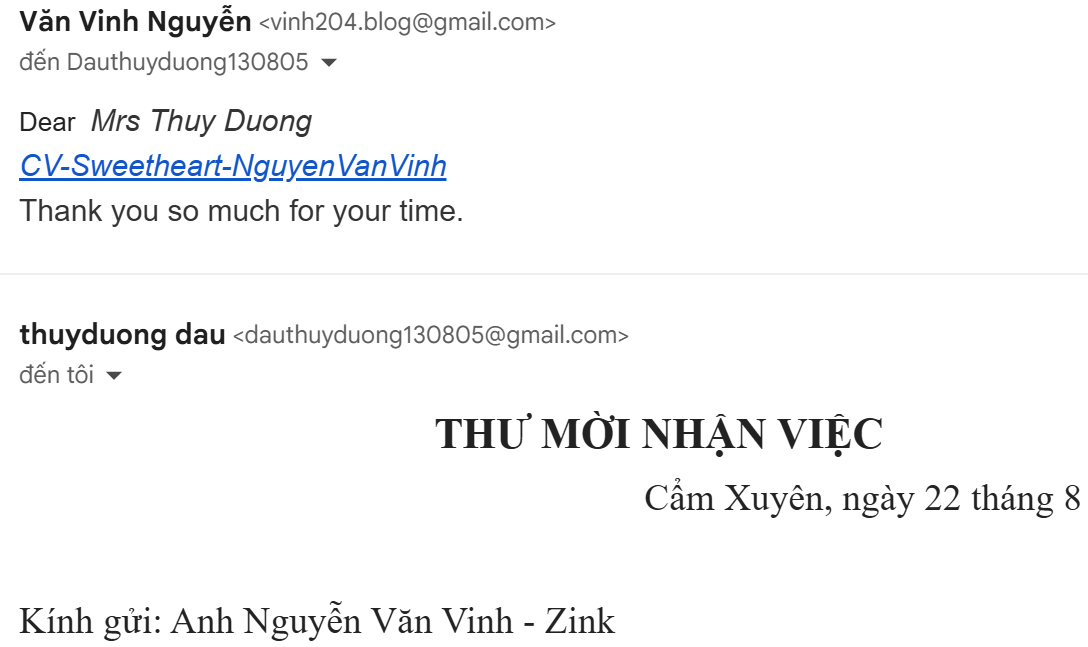 Văn Vinh Nguyễn <vinh204.blog@gmail.com>
đến Dauthuyduong130805
Dear Mrs Thuy Duong
CV-Sweetheart-NguyenVanVinh
Thank you so much for your time.
thuyduong dau <dauthuyduong130805@gmail.com>
đến tôi
THƯ MỜI NHẬN VIỆC
Cẩm Xuyên, ngày 22 tháng 8
Kính gửi: Anh Nguyễn Văn Vinh - Zink